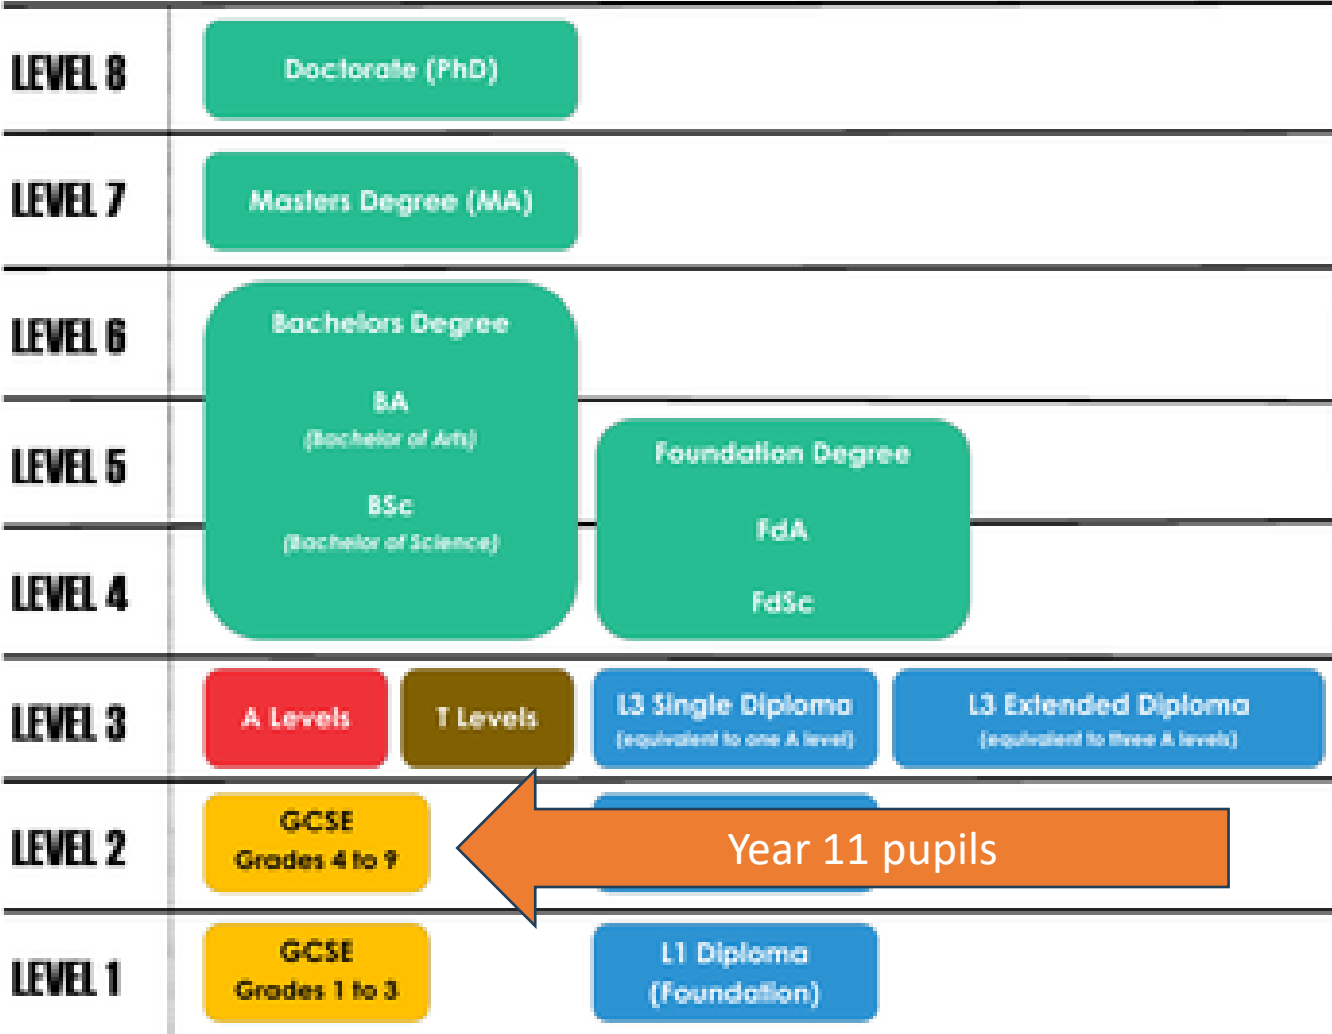 LEVEL 8
Doctorate (PhD)
LEVEL 7
Masters Degree (MA)
LEVEL 6
Bachelors Degree
BA
(Bachelor of Arts)
BSc
(Bachelor of Science)
LEVEL 5
Foundation Degree
FdA
FdSc
LEVEL 4
LEVEL 3
A Levels
T Levels
L3 Single Diploma
(equivalent to one A level)
L3 Extended Diploma
(equivalent to three A levels)
LEVEL 2
GCSE
Grades 4 to 9
Year 11 pupils
LEVEL 1
GCSE
Grades 1 to 3
L1 Diploma
(Foundation)